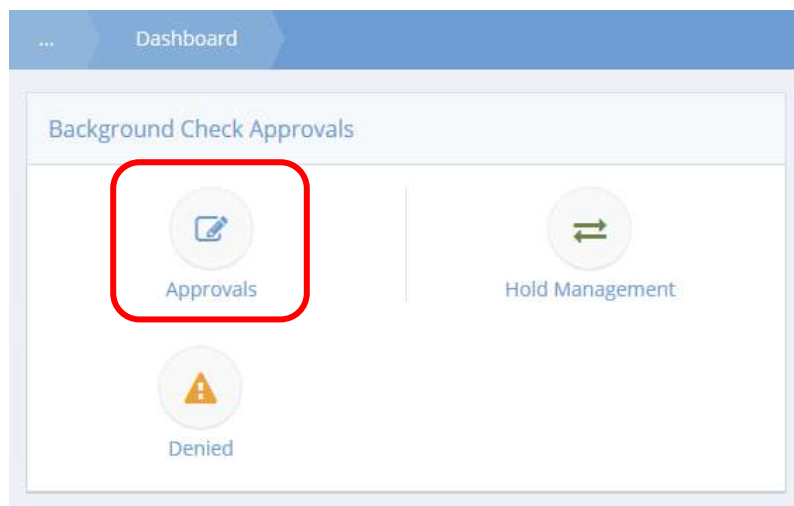 ... Dashboard
Background Check Approvals
Approvals Hold Management
Denied